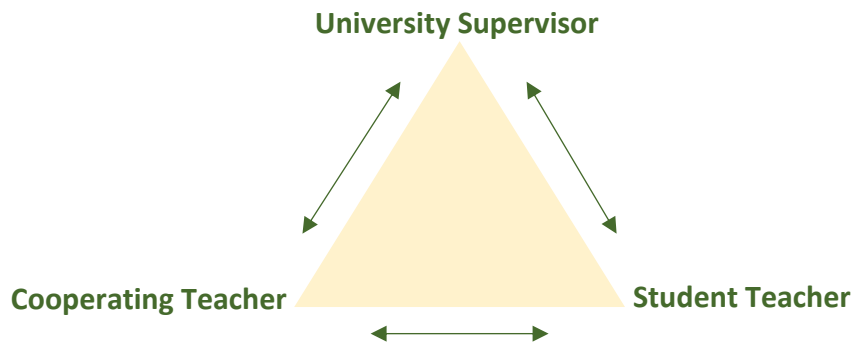 University Supervisor
Cooperating Teacher
Student Teacher